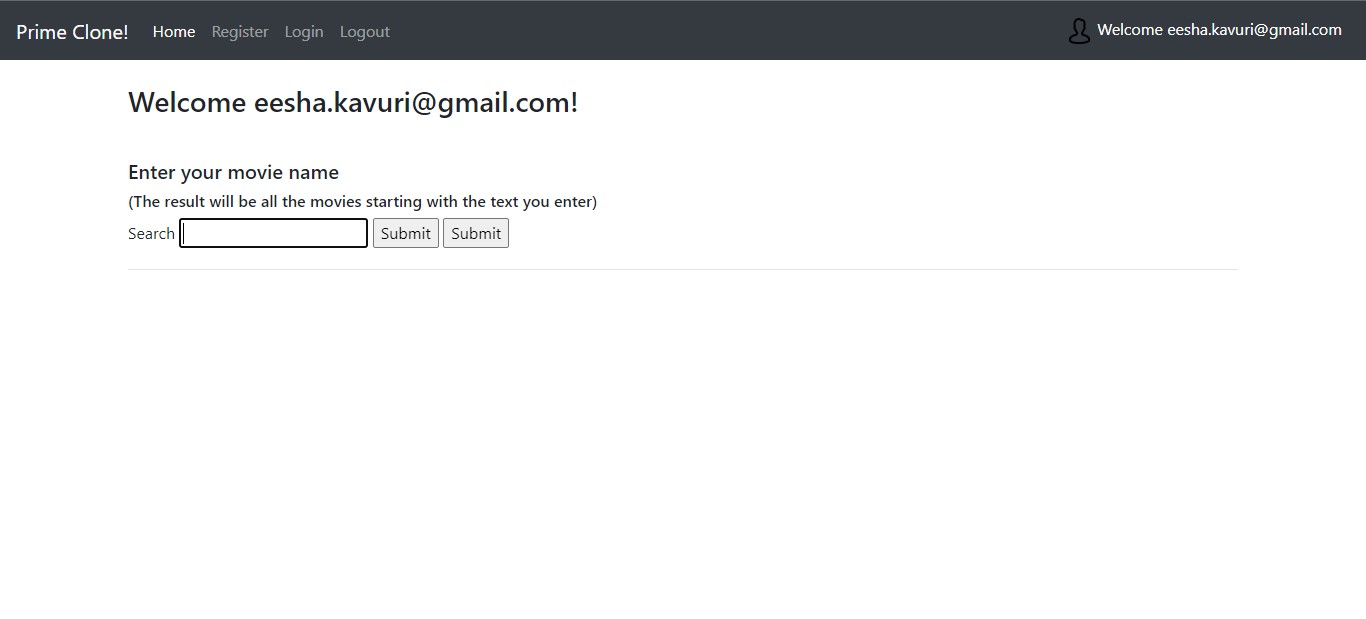 Prime Clone! Home Register Login Logout Welcome eesha.kavuri@gmail.com
Welcome eesha.kavuri@gmail.com!
Enter your movie name
(The result will be all the movies starting with the text you enter)
Search Submit Submit